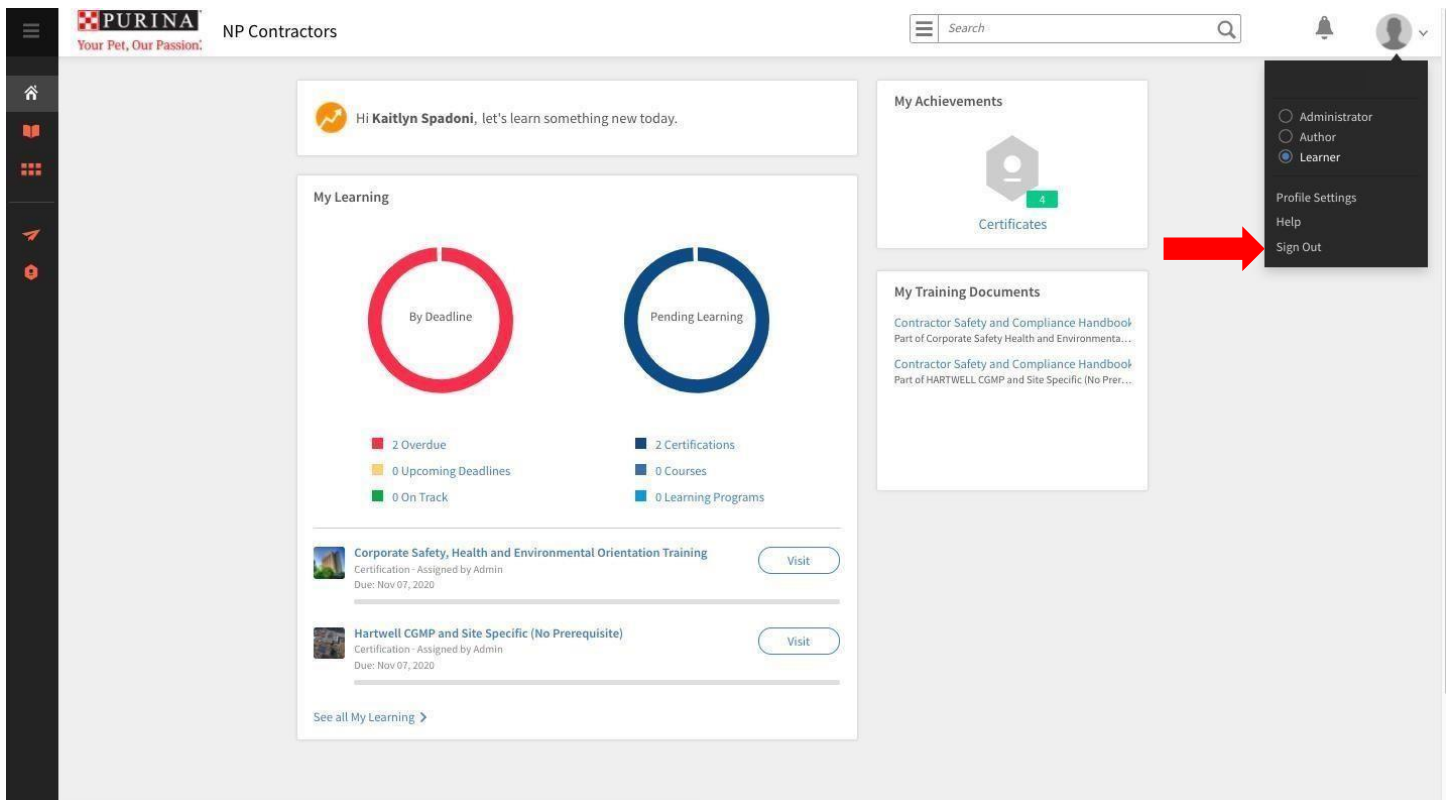 PURINA
Your Pet, Our Passion.
NP Contractors
Search
Administrator
Author
Learner
Profile Settings
Help
Sign Out
Hi Kaitlyn Spadoni, let's learn something new today.
My Learning
By Deadline
Pending Learning
2 Overdue
0 Upcoming Deadlines
0 On Track
2 Certifications
0 Courses
0 Learning Programs
Corporate Safety, Health and Environmental Orientation Training
Certification - Assigned by Admin
Due: Nov 07, 2020
Visit
Hartwell CGMP and Site Specific (No Prerequisite)
Certification - Assigned by Admin
Due: Nov 07, 2020
Visit
See all My Learning
My Achievements
4
Certificates
My Training Documents
Contractor Safety and Compliance Handbook
Part of Corporate Safety Health and Environmenta...
Contractor Safety and Compliance Handbook
Part of HARTWELL CGMP and Site Specific (No Prer...